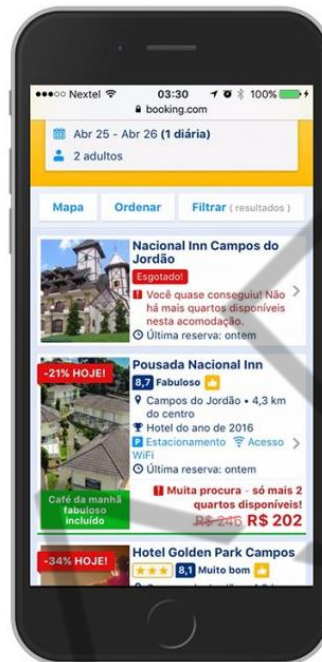 Nextel 03:30 100%
booking.com
Abr 25 - Abr 26 (1 diária)
2 adultos
Mapa Ordenar Filtrar ( resultados )
Nacional Inn Campos do
Jordão
Esgotado!
Você quase conseguiu! Não
há mais quartos disponíveis
nesta acomodação.
Última reserva: ontem
-21% HOJE!
Pousada Nacional Inn
8,7 Fabuloso
Campos do Jordão • 4,3 km
do centro
Hotel do ano de 2016
P Estacionamento Acesso
WiFi
Última reserva: ontem
Café da manhã
fabuloso
incluído
Muita procura - só mais 2
quartos disponíveis!
R$ 246 R$ 202
-34% HOJE!
Hotel Golden Park Campos
8,1 Muito bom